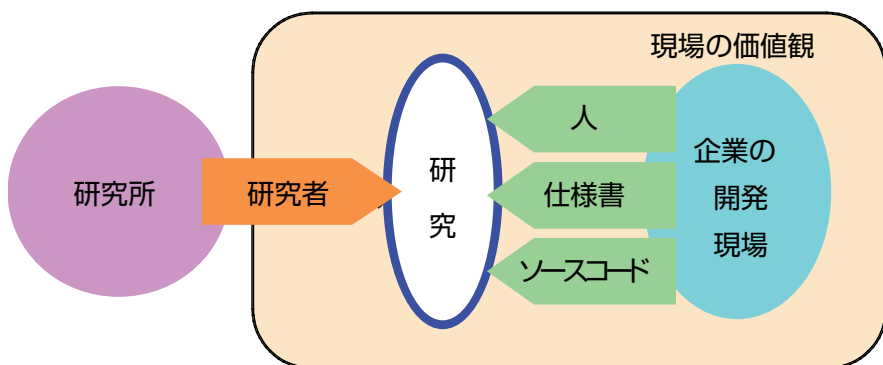 現場の価値観
研究所
研究者
研
究
人
仕様書
ソースコード
企業の
開発
現場